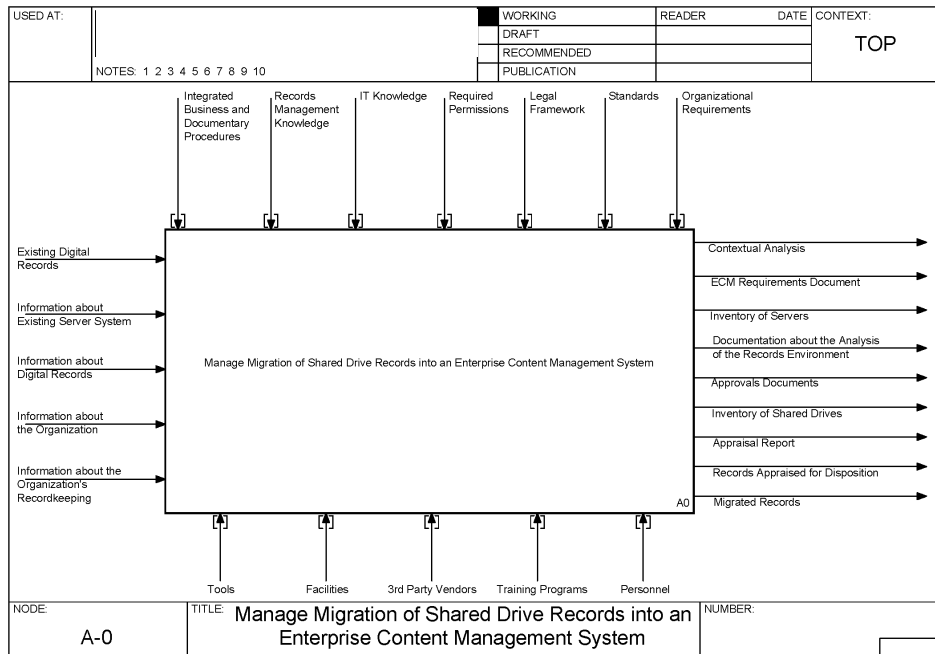 USED AT:
WORKING
READER DATE
CONTEXT:
DRAFT
TOP
RECOMMENDED
NOTES: 1 2 3 4 5 6 7 8 9 10
PUBLICATION
Integrated
Business and
Documentary
Procedures
Records
Management
Knowledge
IT Knowledge
Required
Permissions
Legal
Framework
Standards
Organizational
Requirements
Existing Digital
Records
Information about
Existing Server System
Information about
Digital Records
Information about
the Organization
Information about the
Organization's
Recordkeeping
Manage Migration of Shared Drive Records into an Enterprise Content Management System
A0
Contextual Analysis
ECM Requirements Document
Inventory of Servers
Documentation about the Analysis
of the Records Environment
Approvals Documents
Inventory of Shared Drives
Appraisal Report
Records Appraised for Disposition
Migrated Records
Tools
Facilities
3rd Party Vendors
Training Programs
Personnel
NODE:
A-0
TITLE:
Manage Migration of Shared Drive Records into an
Enterprise Content Management System
NUMBER: